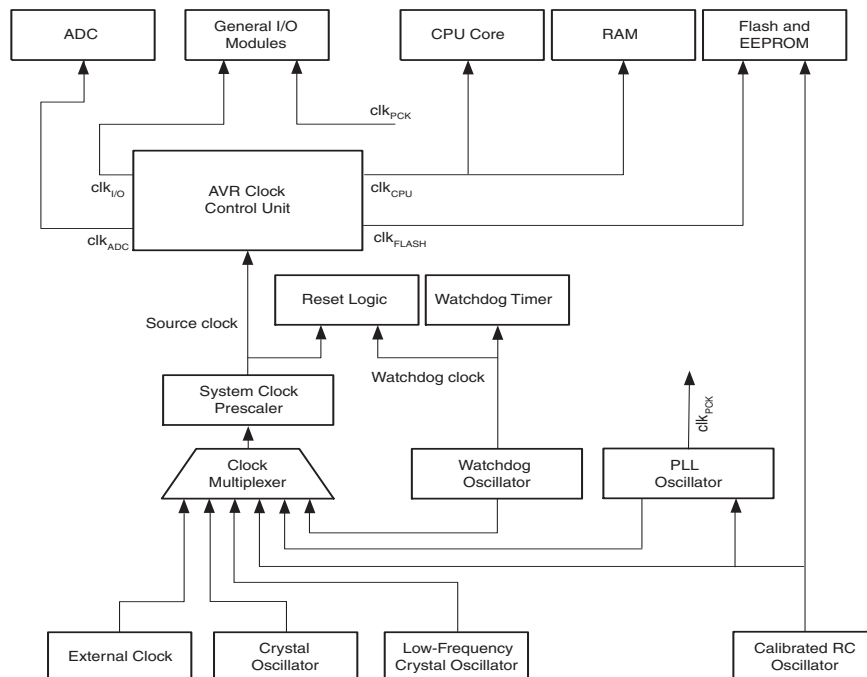 ADC
General I/O
Modules
CPU Core
RAM
Flash and
EEPROM
clkPCK
clkI/O
AVR Clock
Control Unit
clkCPU
clkADC
clkFLASH
Reset Logic
Watchdog Timer
Source clock
Watchdog clock
System Clock
Prescaler
clkPCK
Clock
Multiplexer
Watchdog
Oscillator
PLL
Oscillator
External Clock
Crystal
Oscillator
Low-Frequency
Crystal Oscillator
Calibrated RC
Oscillator